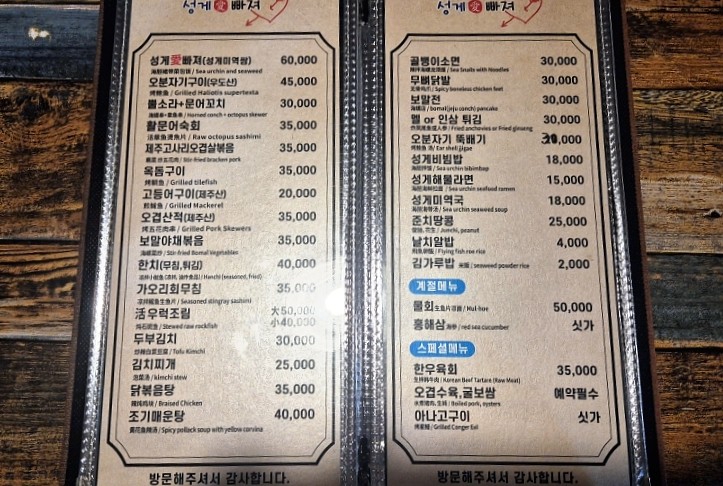 성게愛빠져
성게愛빠져(성게미역쌈) 60,000
Sea urchin and seaweed
오분자기구이(우도산) 45,000
Grilled Haliotis supertexta
뿔소라+문어꼬치 30,000
Horned conch + octopus skewer
활문어숙회 35,000
Raw octopus sashimi
제주고사리오겹살볶음 35,000
Stir-fried bracken pork
옥돔구이 35,000
Grilled tilefish
고등어구이(제주산) 20,000
Grilled Mackerel
오겹산적(제주산) 35,000
Grilled Pork Skewers
보말야채볶음 35,000
Stir-fried Bomal Vegetables
한치(무침,튀김) 40,000
Hanchi (seasoned, fried)
가오리회무침 35,000
Seasoned stingray sashimi
活우럭조림 大50,000
小40,000
Stewed raw rockfish
두부김치 30,000
Tofu Kimchi
김치찌개 25,000
kimchi stew
닭볶음탕 35,000
Braised Chicken
조기매운탕 40,000
Spicy pollack soup with yellow corvina
방문해주셔서 감사합니다.
성게愛빠져
골뱅이소면 30,000
Sea Snails with Noodles
무뼈닭발 30,000
Spicy boneless chicken feet
보말전 30,000
bomal(jeju conch) pancake
멜 or 인삼 튀김 30,000
Fried anchovies or Fried ginseng
오분자기 뚝배기
Ear shell jjigae
성게비빔밥 18,000
Sea urchin bibimbap
성게해물라면 15,000
Sea urchin seafood ramen
성게미역국 18,000
Sea urchin seaweed soup
준치땅콩 25,000
Junchi, peanut
날치알밥 4,000
Flying fish roe rice
김가루밥 seaweed powder rice 2,000
계절메뉴
물회 Mul-hoe 50,000
홍해삼 red sea cucumber 싯가
스페셜메뉴
한우육회 35,000
Korean Beef Tartare (Raw Meat)
오겹수육,굴보쌈 예약필수
Boiled pork, oysters
아나고구이 싯가
Grilled Conger Eel
방문해주셔서 감사합니다.